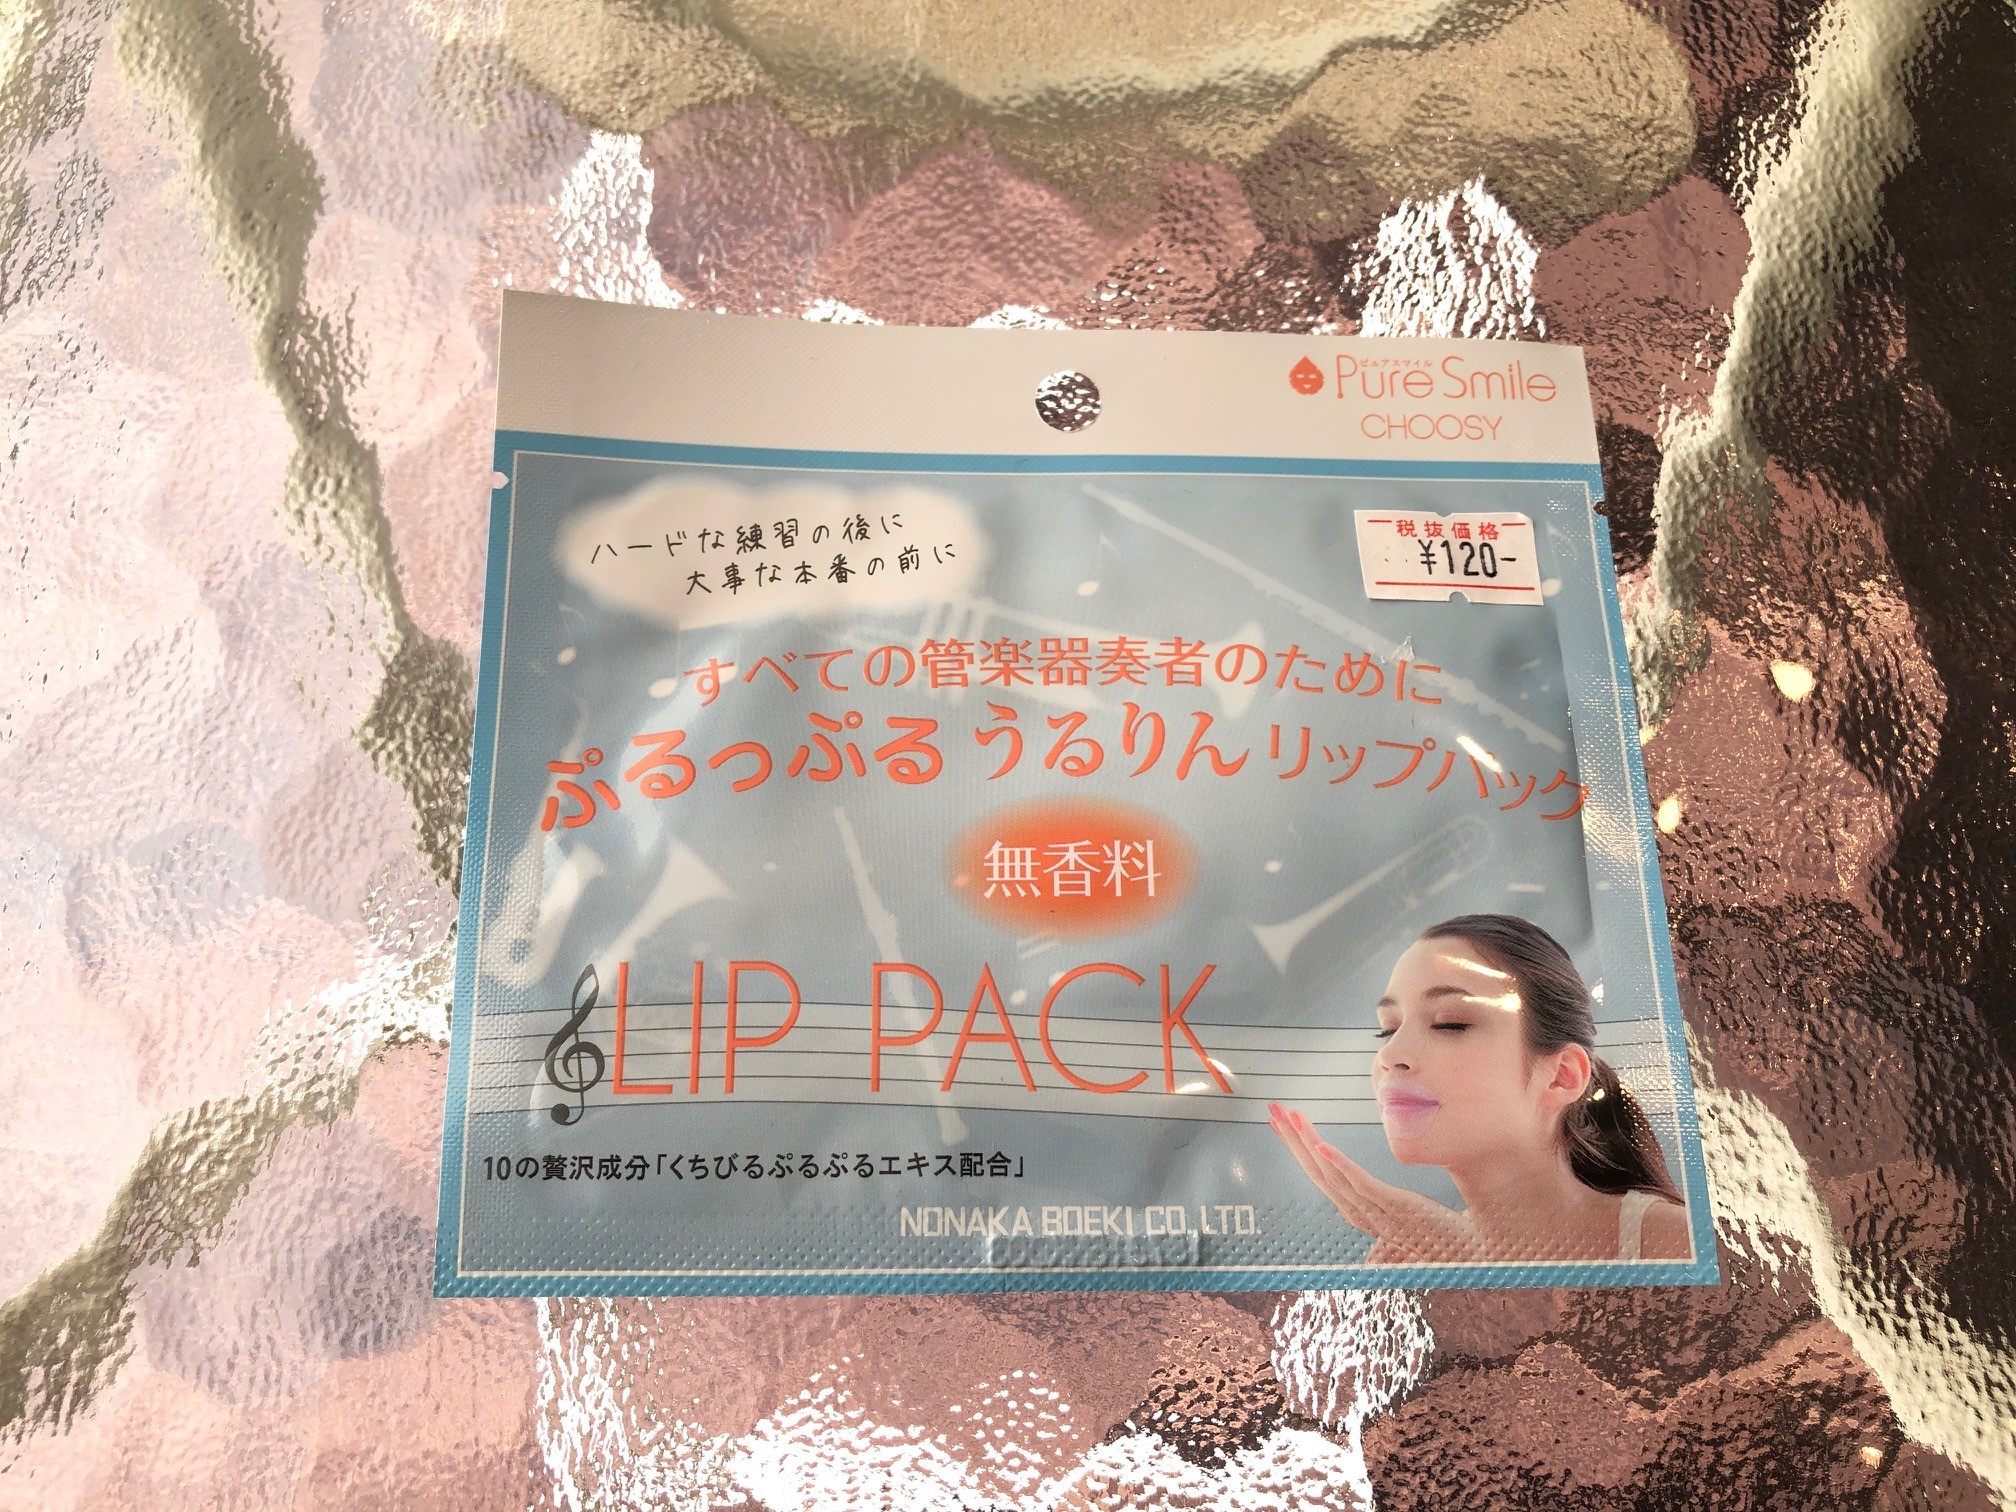 ピュアスマイル
Pure Smile
CHOOSY
ハードな練習の後に
大事な本番の前に
税抜価格
¥120-
すべての管楽器奏者のために
ぷるっぷるうるりんリップパック
無香料
LIP PACK
10の贅沢成分「くちびるぷるぷるエキス配合」
NONAKA BOEKI CO.,LTD.